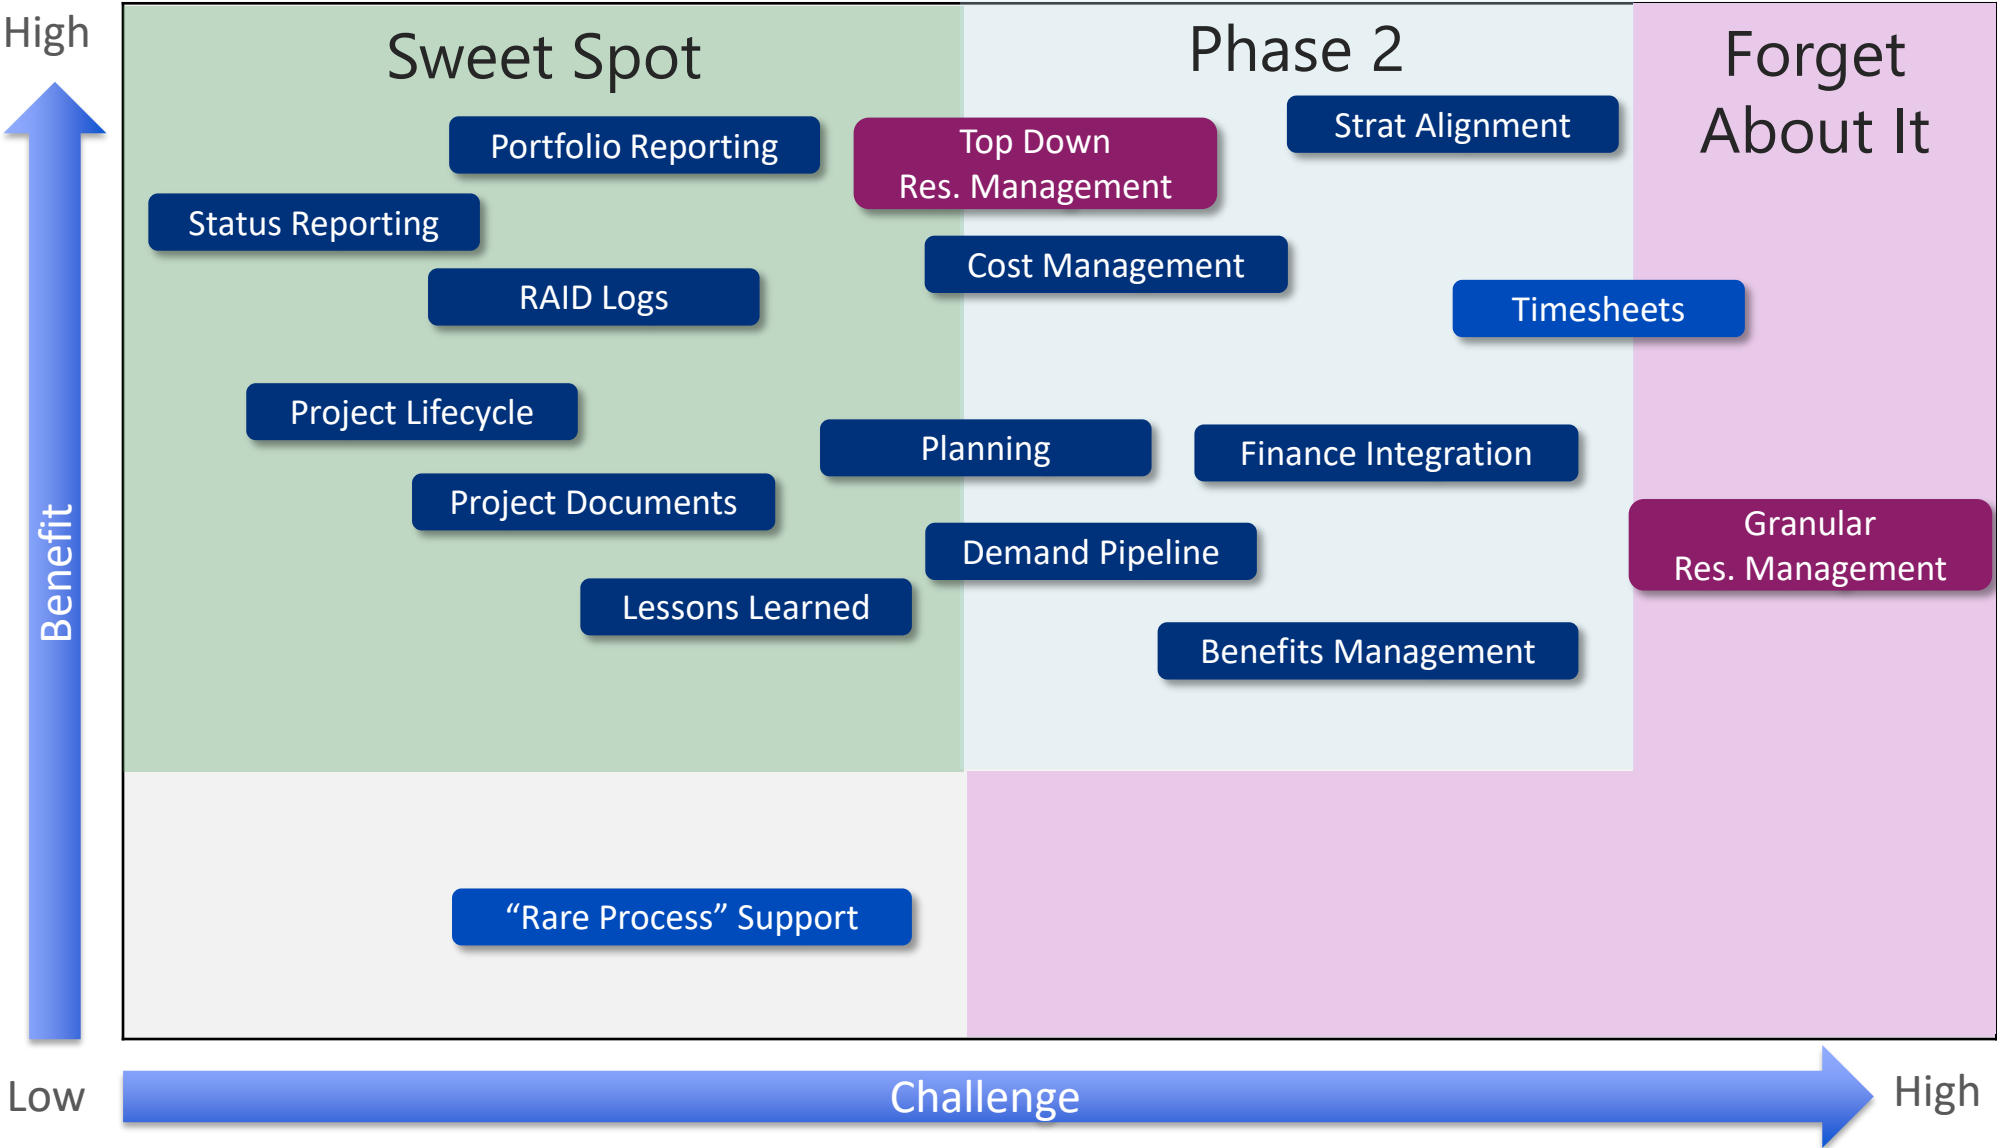 High
Sweet Spot
Phase 2
Forget
About It
Strat Alignment
Portfolio Reporting
Top Down
Res. Management
Status Reporting
Cost Management
RAID Logs
Timesheets
Project Lifecycle
Planning
Finance Integration
Project Documents
Granular
Res. Management
Demand Pipeline
Benefit
Lessons Learned
Benefits Management
“Rare Process” Support
Low
Challenge
High